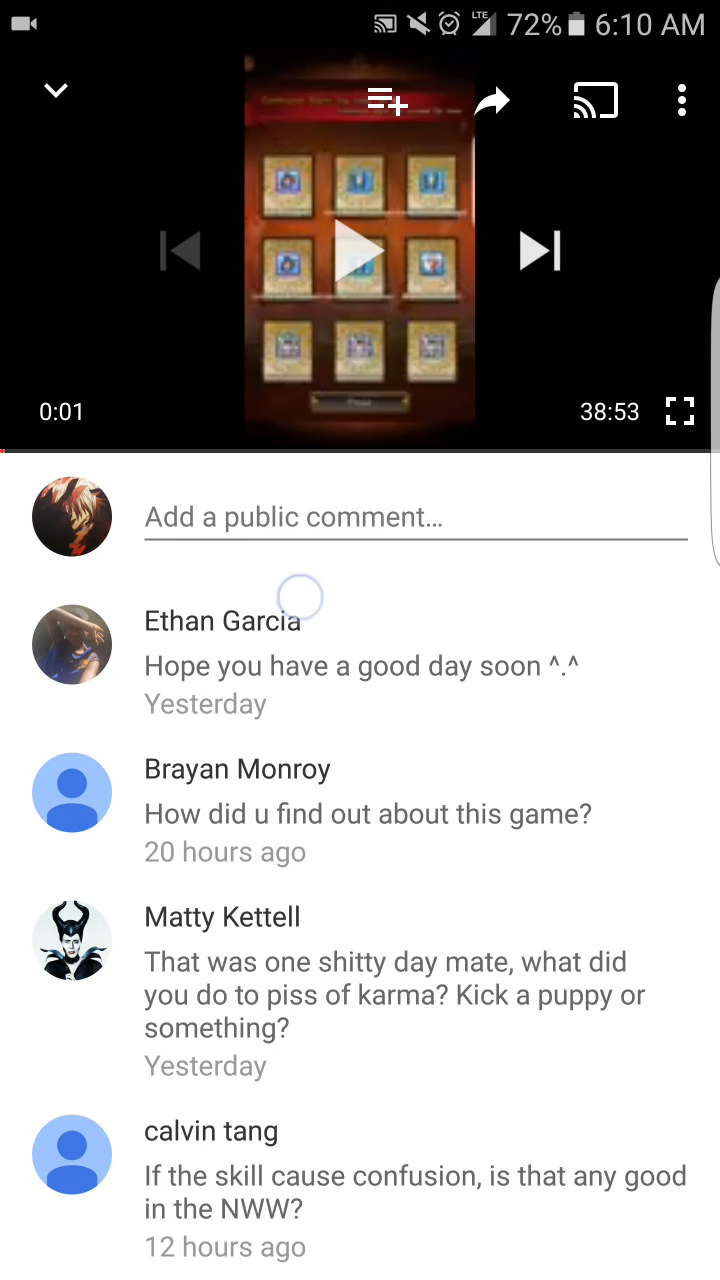 LTE 72% 6:10 AM
0:01
38:53
Add a public comment...
Ethan Garcia
Hope you have a good day soon ^.^
Yesterday
Brayan Monroy
How did u find out about this game?
20 hours ago
Matty Kettell
That was one shitty day mate, what did
you do to piss of karma? Kick a puppy or
something?
Yesterday
calvin tang
If the skill cause confusion, is that any good
in the NWW?
12 hours ago